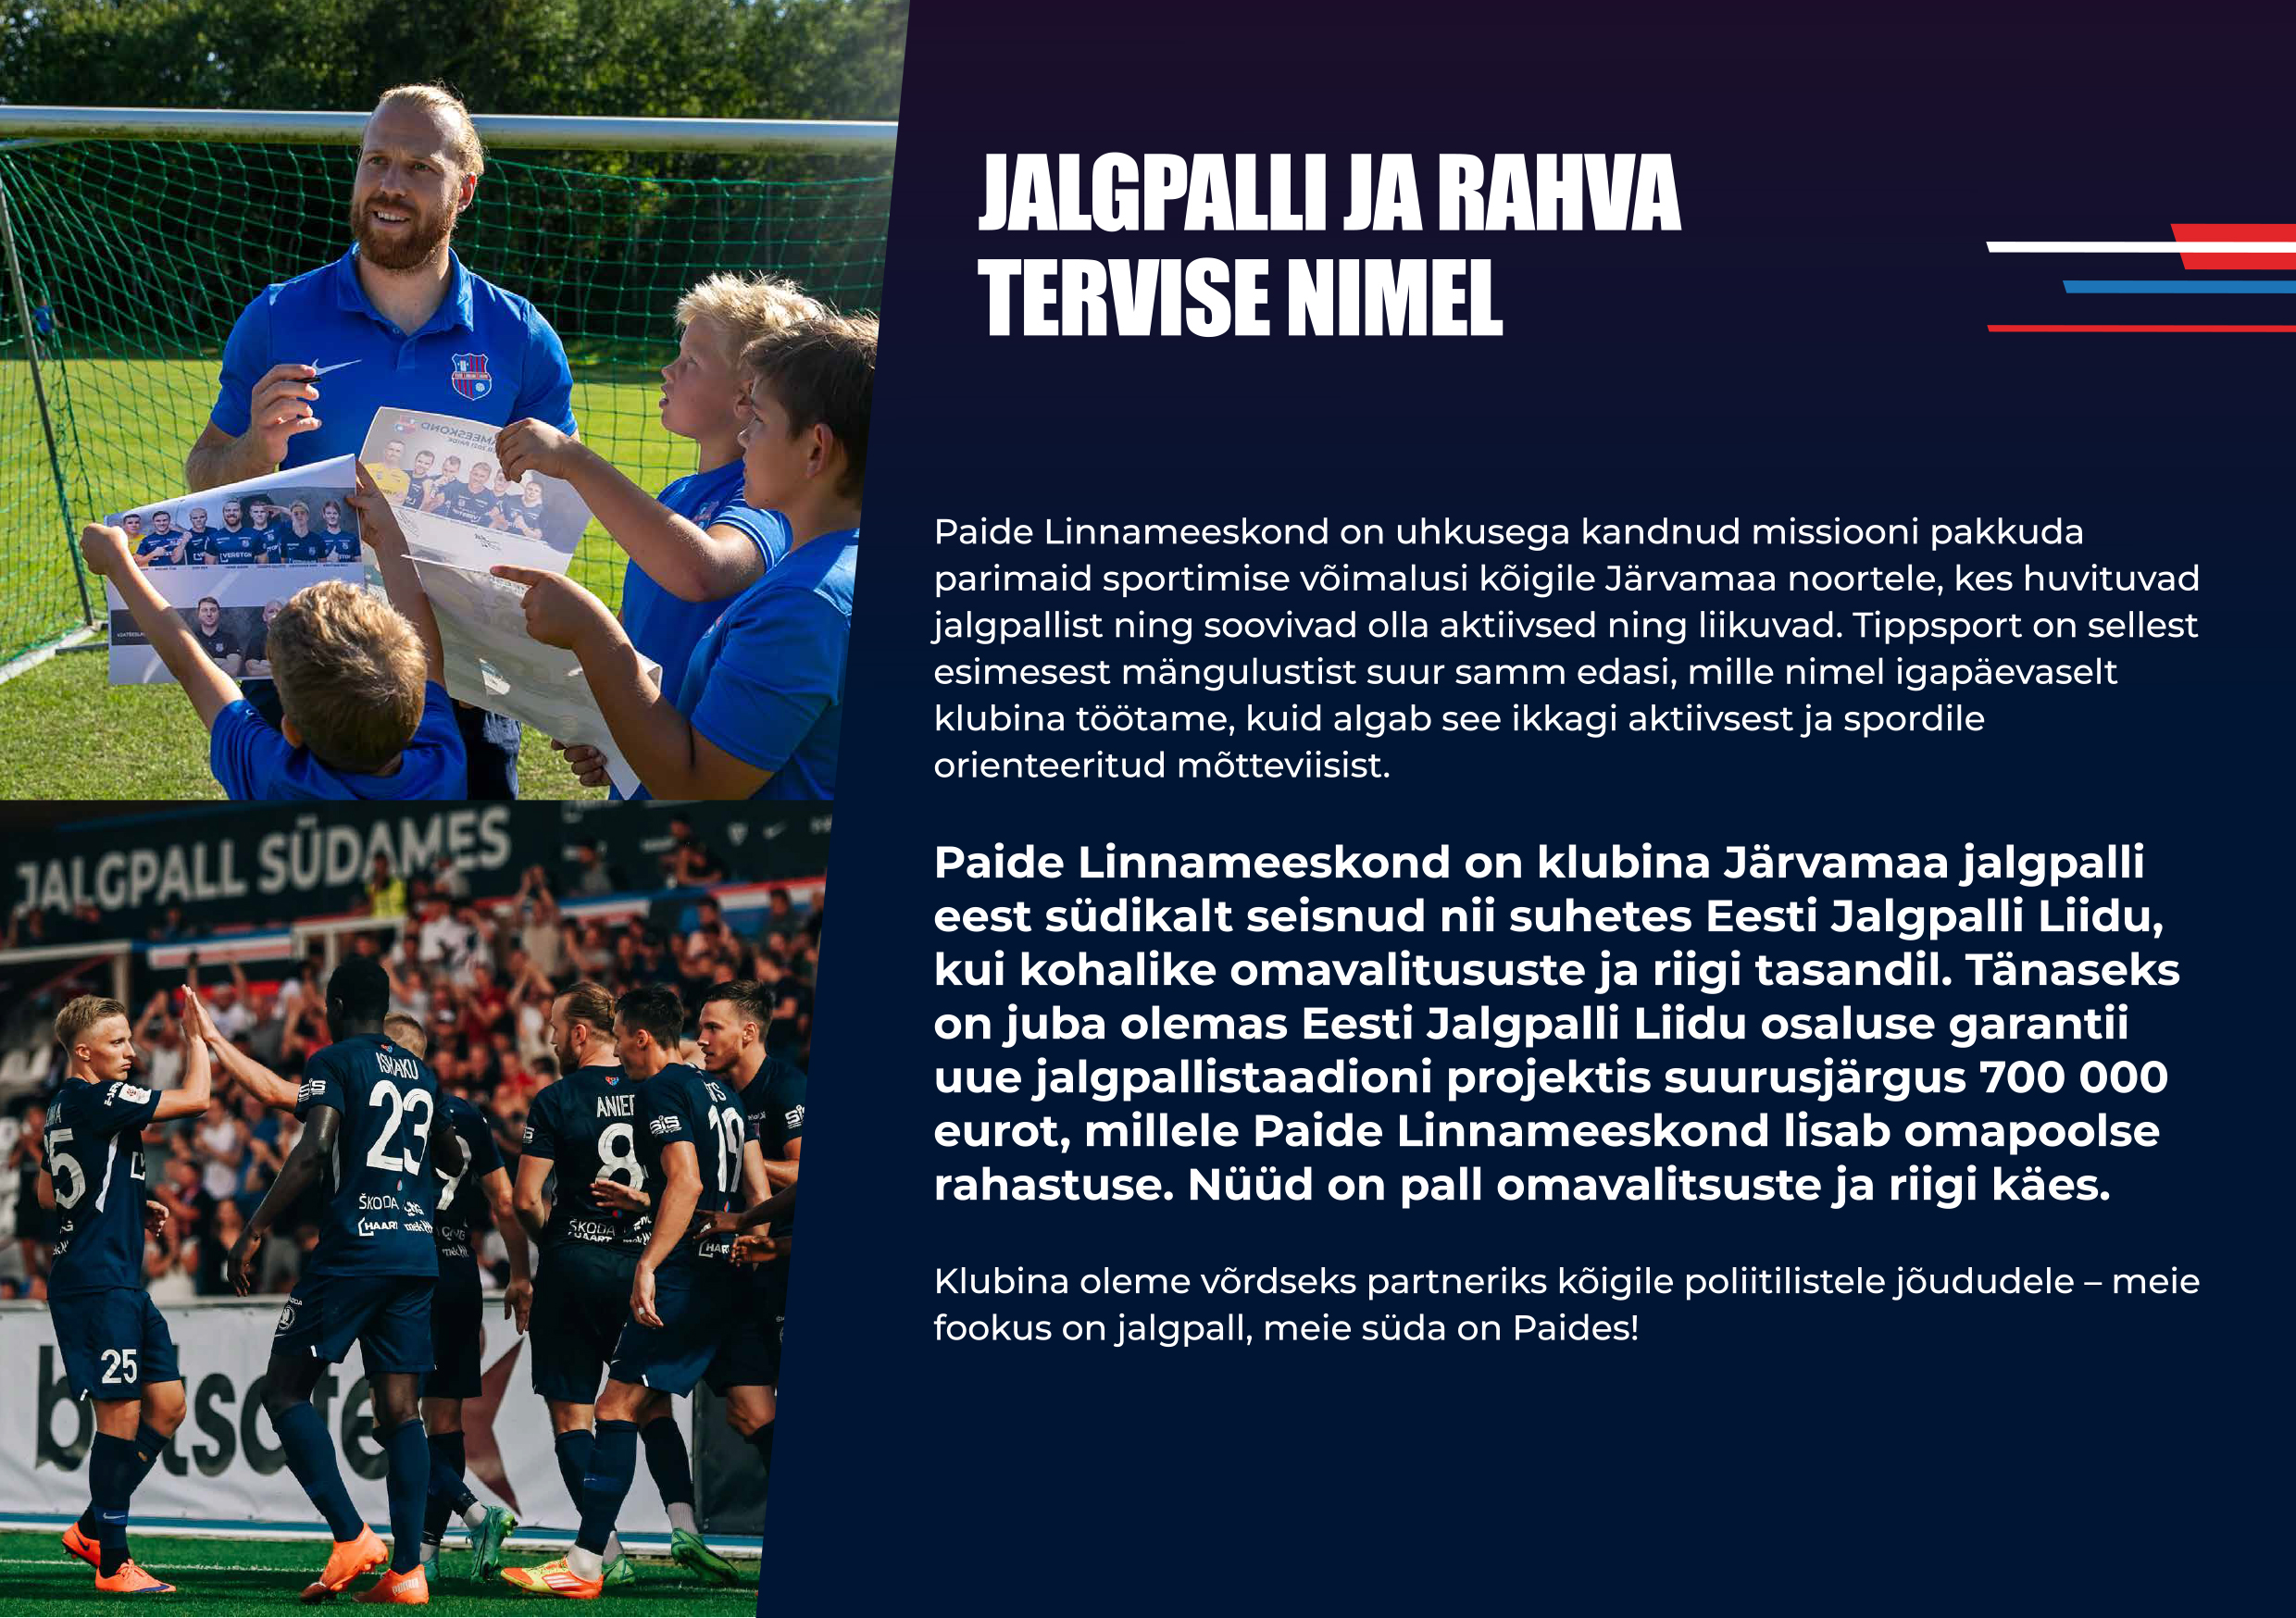 JALGPALLI JA RAHVA
TERVISE NIMEL
Paide Linnameeskond on uhkusega kandnud missiooni pakkuda
parimaid sportimise võimalusi kõigile Järvamaa noortele, kes huvituvad
jalgpallist ning soovivad olla aktiivsed ning liikuvad. Tippsport on sellest
esimesest mängulustist suur samm edasi, mille nimel igapäevaselt
klubina töötame, kuid algab see ikkagi aktiivsest ja spordile
orienteeritud mõtteviisist.
Paide Linnameeskond on klubina Järvamaa jalgpalli
eest südikalt seisnud nii suhetes Eesti Jalgpalli Liidu,
kui kohalike omavalitususte ja riigi tasandil. Tänaseks
on juba olemas Eesti Jalgpalli Liidu osaluse garantii
uue jalgpallistaadioni projektis suurusjärgus 700 000
eurot, millele Paide Linnameeskond lisab omapoolse
rahastuse. Nüüd on pall omavalitsuste ja riigi käes.
Klubina oleme võrdseks partneriks kõigile poliitilistele jõududele – meie
fookus on jalgpall, meie süda on Paides!
JALGPALL SÜDAMES
ISHAKU
23
ŠKODA
HAART
8
ŠKODA
HAART
19
25